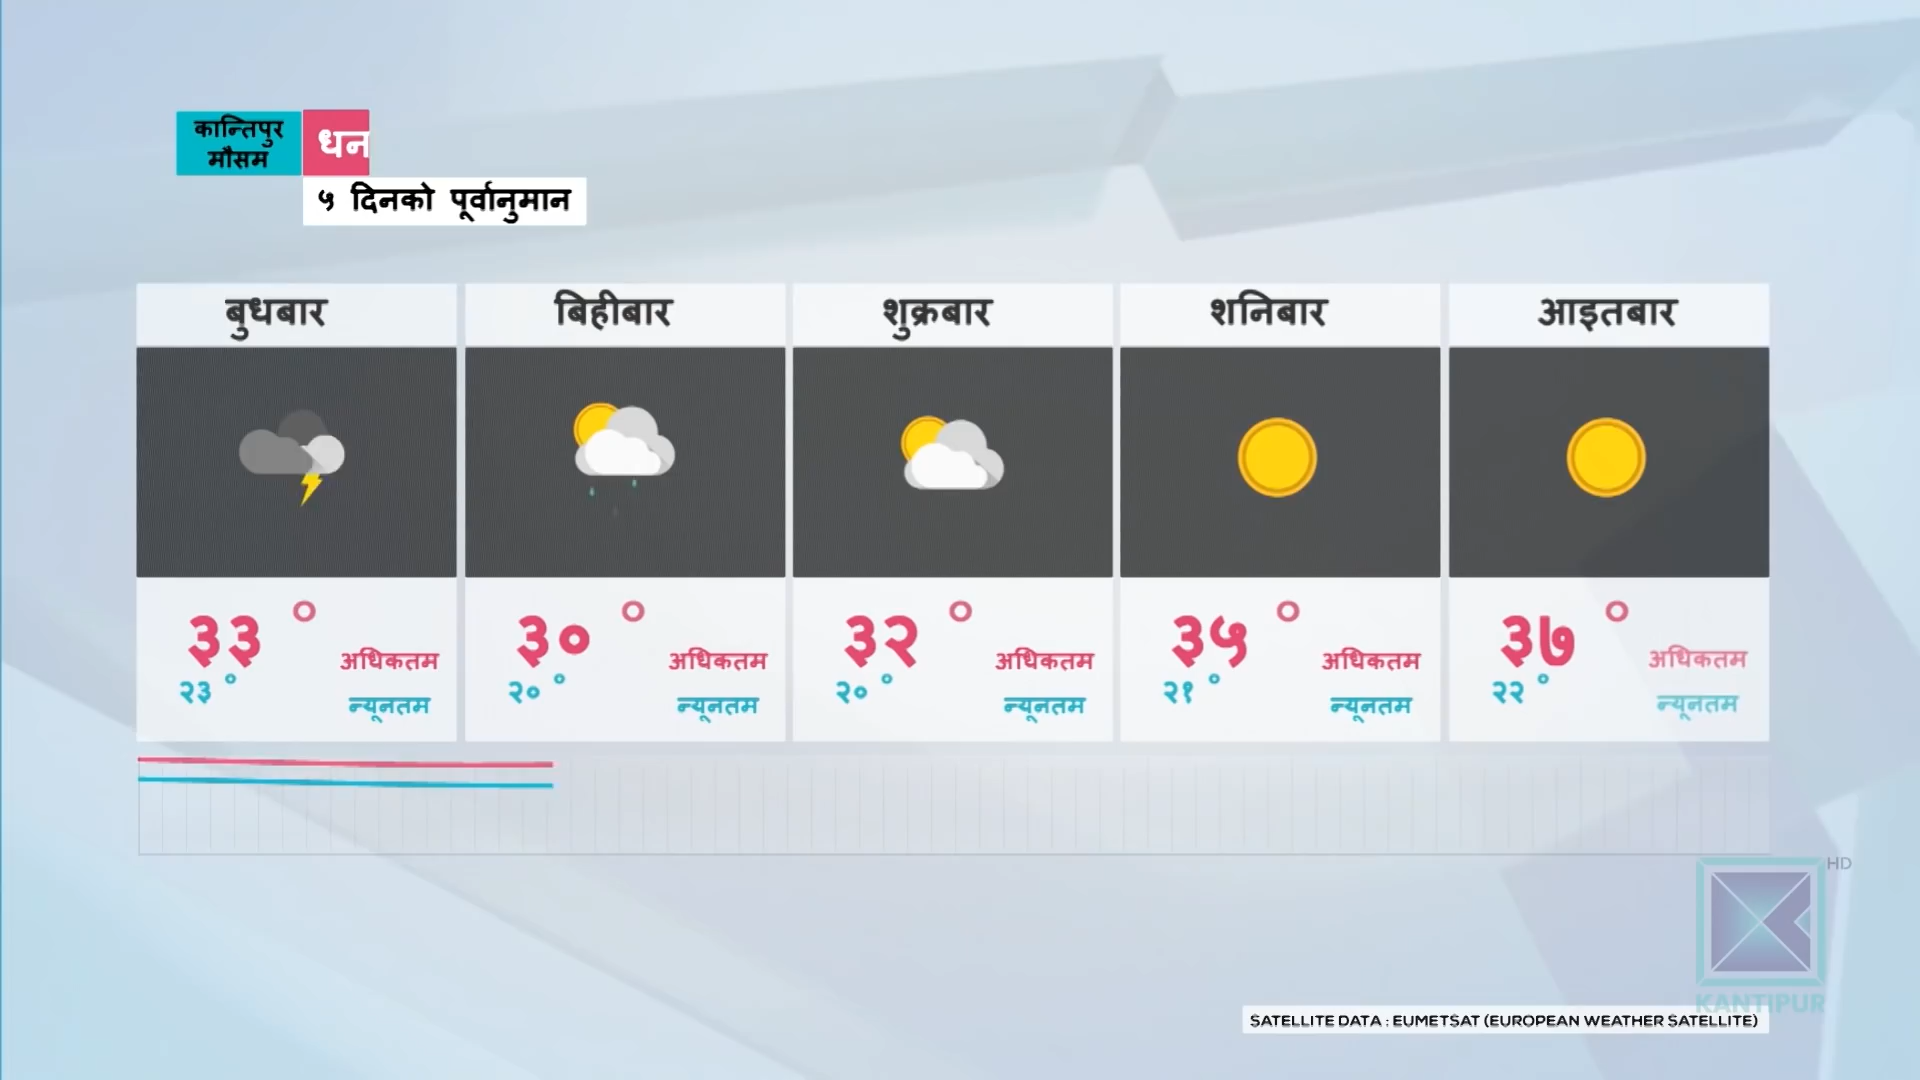 कान्तिपुर
मौसम
धन
५ दिनको पूर्वानुमान
बुधबार
बिहीबार
शुक्रबार
शनिबार
आइतबार
३३°
अधिकतम
२३°
न्यूनतम
३०°
अधिकतम
२०°
न्यूनतम
३२°
अधिकतम
२०°
न्यूनतम
३५°
अधिकतम
२१°
न्यूनतम
३७°
अधिकतम
२२°
न्यूनतम
HD
KANTIPUR
SATELLITE DATA : EUMETSAT (EUROPEAN WEATHER SATELLITE)